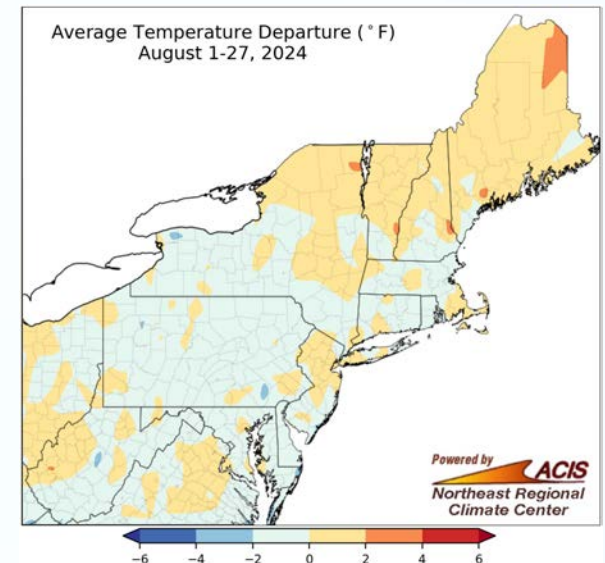 Average Temperature Departure (°F)
August 1-27, 2024
Powered by
ACIS
Northeast Regional
Climate Center
−6 −4 −2 0 2 4 6